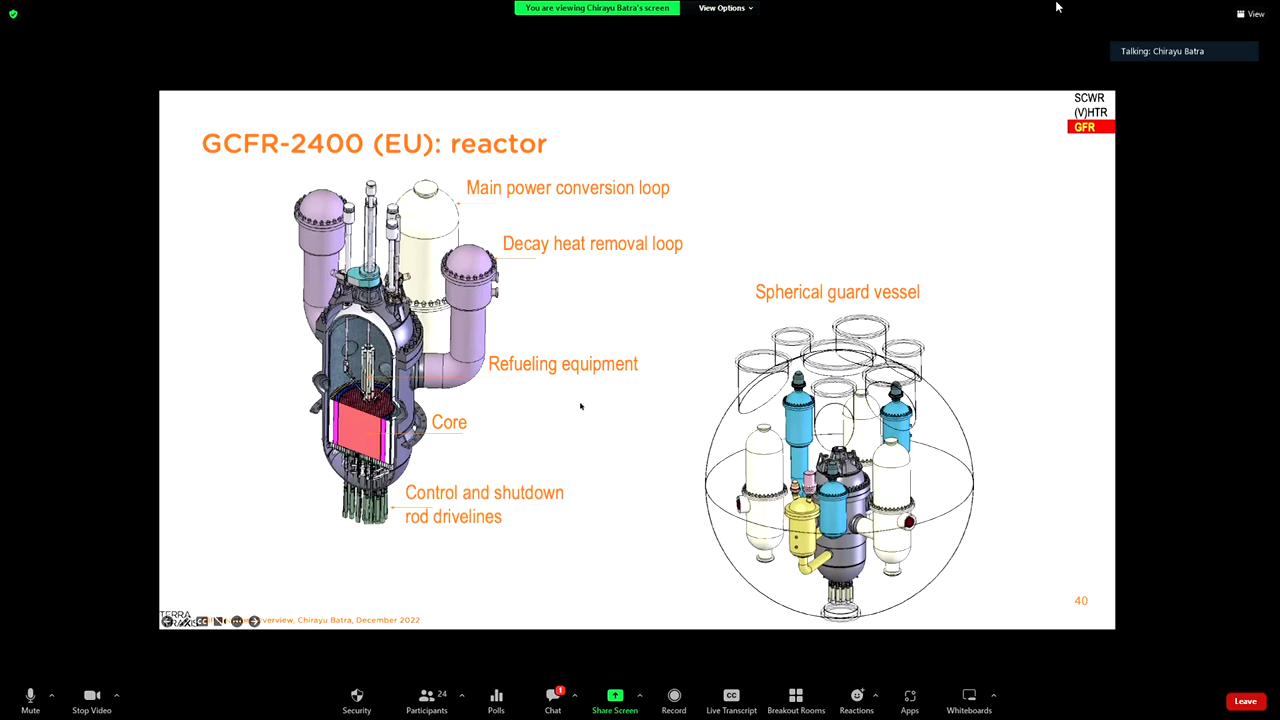 You are viewing Chirayu Batra's screen
View Options
View
Talking: Chirayu Batra
SCWR
(V)HTR
GFR
GCFR-2400 (EU): reactor
Main power conversion loop
Decay heat removal loop
Spherical guard vessel
Refueling equipment
Core
Control and shutdown
rod drivelines
40
TERRA
verview, Chirayu Batra, December 2022
Mute
Stop Video
Security
Participants
24
Polls
Chat
1
Share Screen
Record
CC
Live Transcript
Breakout Rooms
Reactions
Apps
Whiteboards
Leave